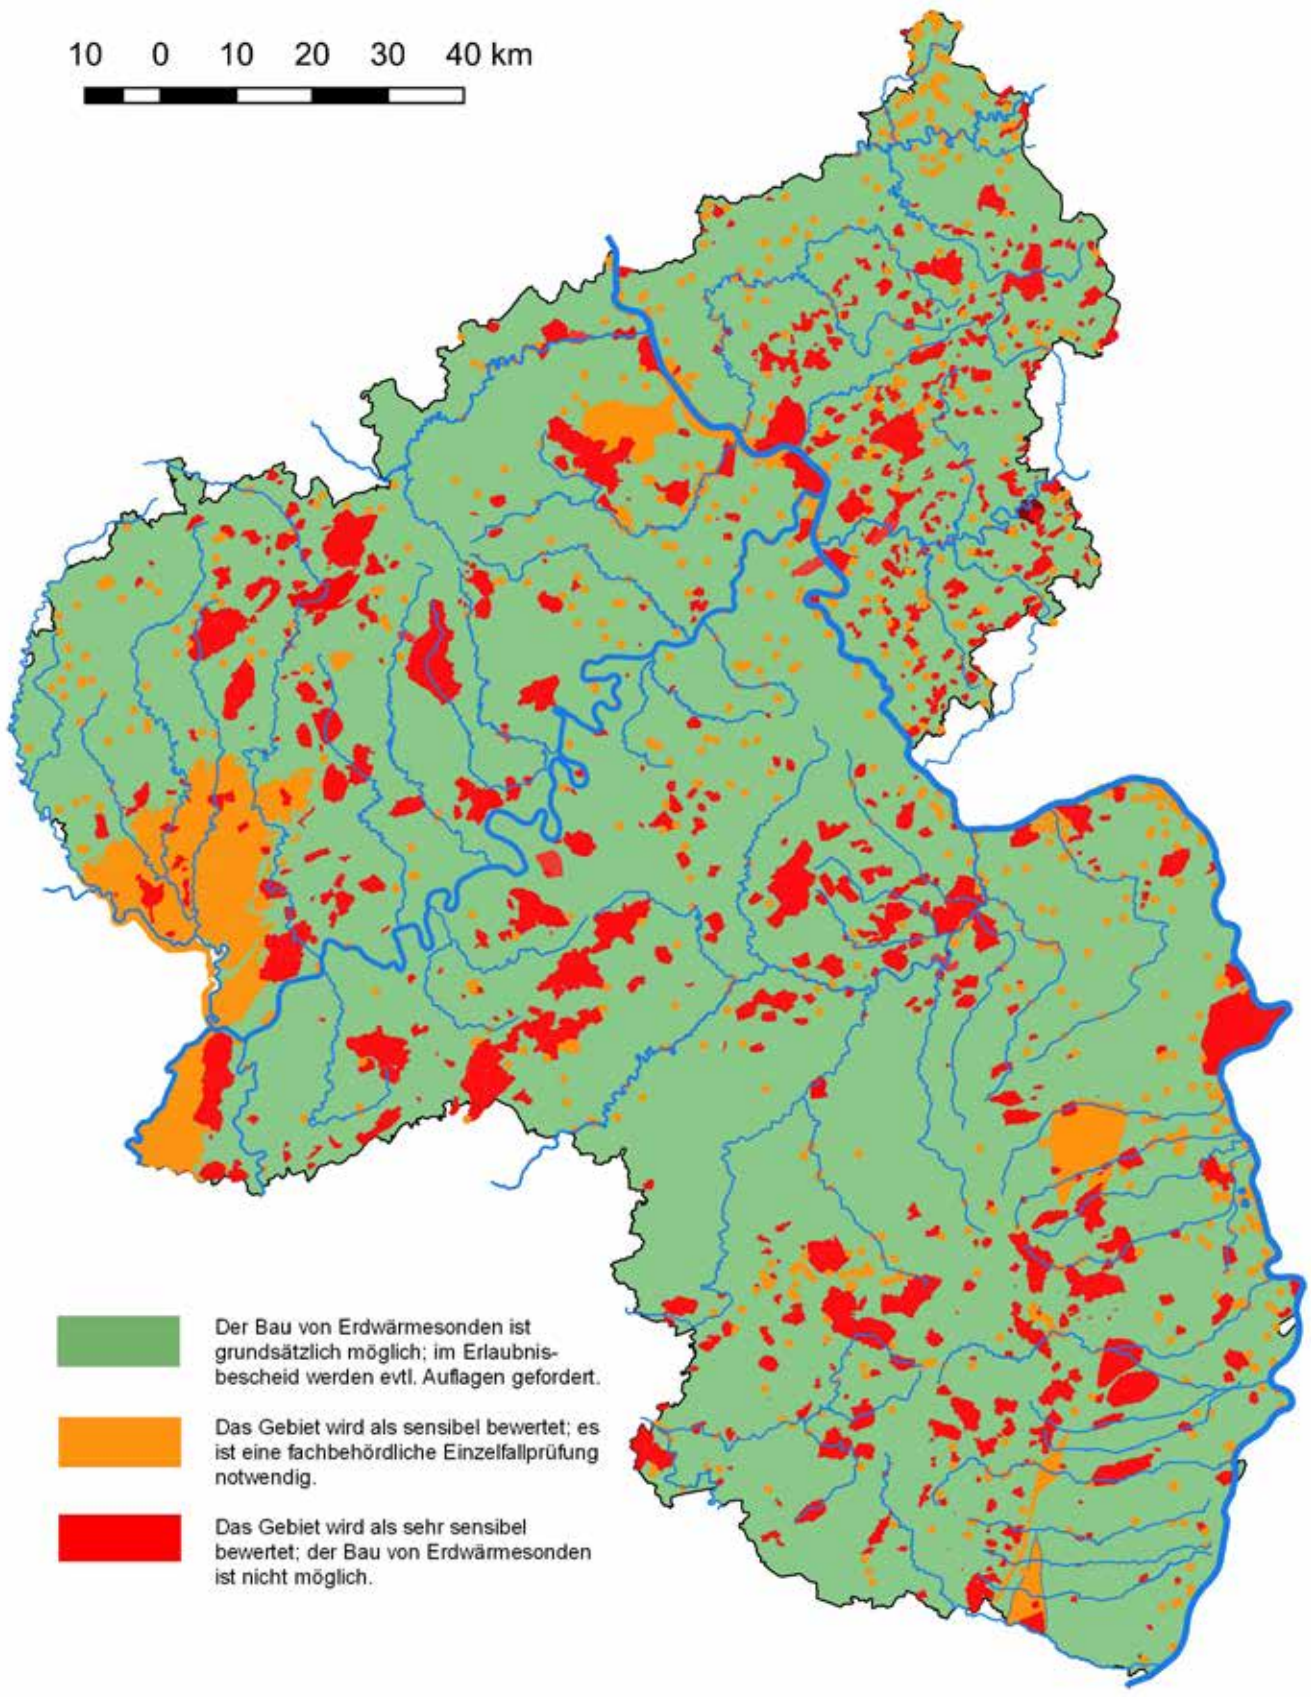 10 0 10 20 30 40 km
Der Bau von Erdwärmesonden ist
grundsätzlich möglich; im Erlaubnis-
bescheid werden evtl. Auflagen gefordert.
Das Gebiet wird als sensibel bewertet; es
ist eine fachbehördliche Einzelfallprüfung
notwendig.
Das Gebiet wird als sehr sensibel
bewertet; der Bau von Erdwärmesonden
ist nicht möglich.